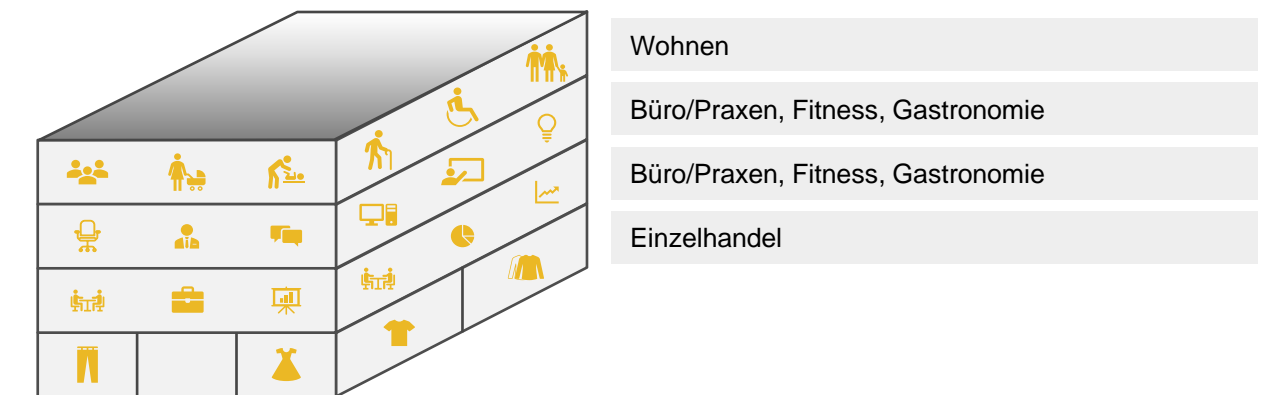 Wohnen
Büro/Praxen, Fitness, Gastronomie
Büro/Praxen, Fitness, Gastronomie
Einzelhandel